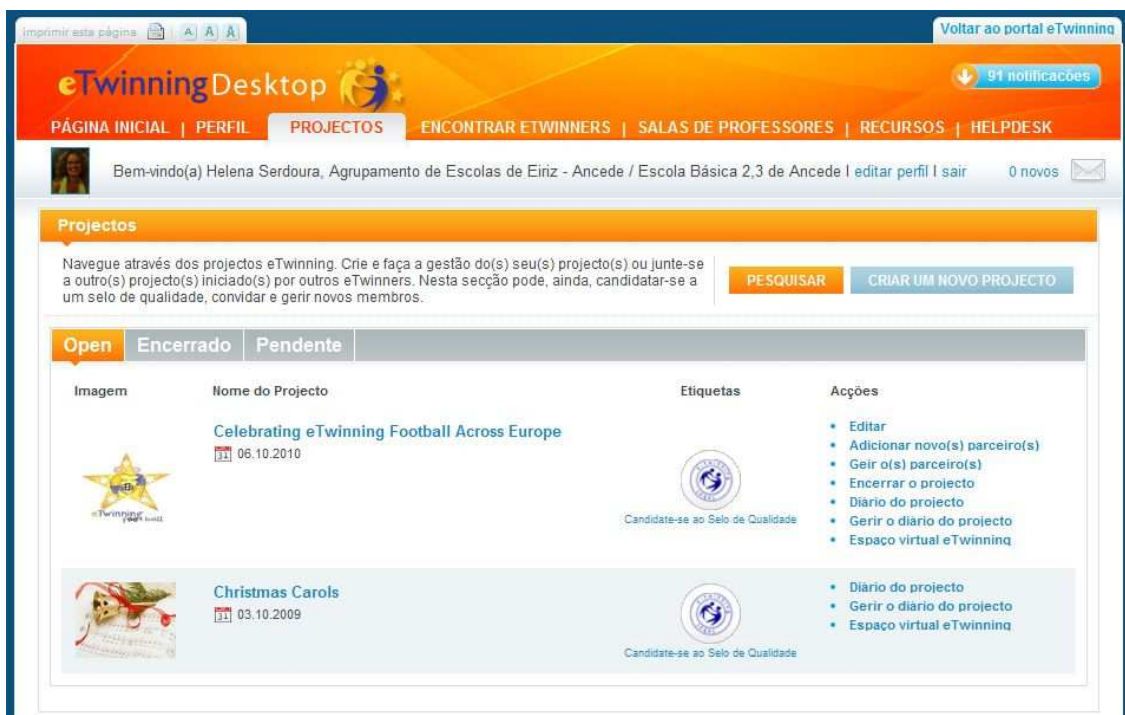 Imprimir esta página A A A
Voltar ao portal eTwinning
eTwinning Desktop
91 notificacões
PÁGINA INICIAL | PERFIL PROJECTOS ENCONTRAR ETWINNERS | SALAS DE PROFESSORES | RECURSOS | HELPDESK
Bem-vindo(a) Helena Serdoura, Agrupamento de Escolas de Eiriz - Ancede / Escola Básica 2,3 de Ancede I editar perfil I sair 0 novos
Projectos
Navegue através dos projectos eTwinning. Crie e faça a gestão do(s) seu(s) projecto(s) ou junte-se
a outro(s) projecto(s) iniciado(s) por outros eTwinners. Nesta secção pode, ainda, candidatar-se a
um selo de qualidade, convidar e gerir novos membros.
PESQUISAR CRIAR UM NOVO PROJECTO
Open Encerrado Pendente
Imagem Nome do Projecto Etiquetas Acções
Celebrating eTwinning Football Across Europe
31 06.10.2010
eTwinning
Candidate-se ao Selo de Qualidade
Editar
Adicionar novo(s) parceiro(s)
Geir o(s) parceiro(s)
Encerrar o projecto
Diário do projecto
Gerir o diário do projecto
Espaço virtual eTwinning
Christmas Carols
31 03.10.2009
Candidate-se ao Selo de Qualidade
Diário do projecto
Gerir o diário do projecto
Espaço virtual eTwinning